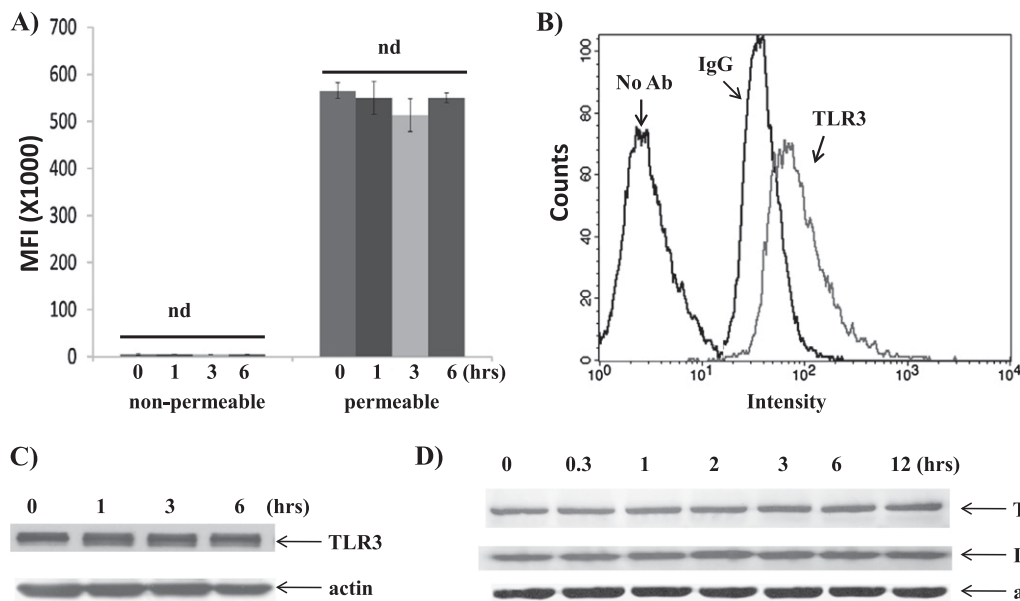 A)
nd
700
600
500
400
300
200
100
0
MFI (X1000)
nd
0 1 3 6
non-permeable
0 1 3 6 (hrs)
permeable
B)
No Ab
IgG
TLR3
100
80
60
40
20
0
Counts
10⁰ 10¹ 10² 10³ 10⁴
Intensity
C)
0 1 3 6 (hrs)
TLR3
actin
D)
0 0.3 1 2 3 6 12 (hrs)